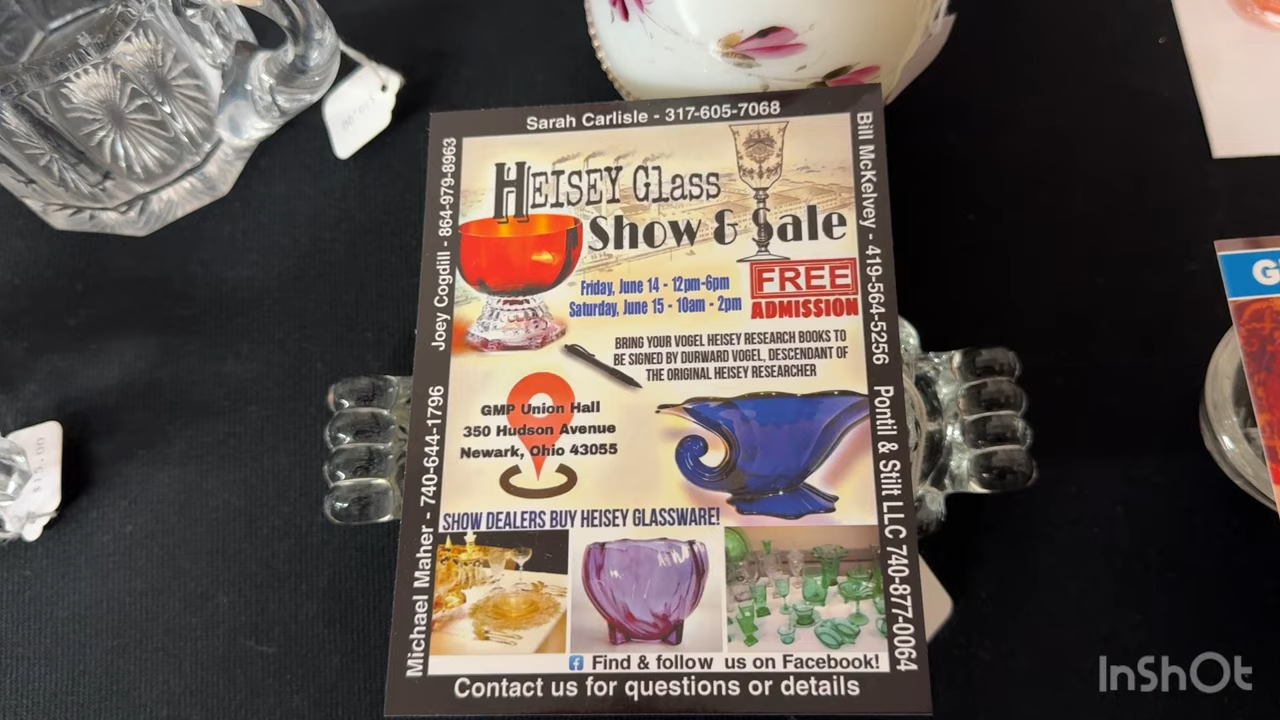 Sarah Carlisle - 317-605-7068
Joey Cogdill - 864-979-8963
Michael Maher - 740-644-1796
Bill McKelvey - 419-564-5256
Pontil & Stilt LLC 740-877-0064
HEISEY Glass
Show & Sale
Friday, June 14 - 12pm-6pm
Saturday, June 15 - 10am - 2pm
FREE
ADMISSION
BRING YOUR VOGEL HEISEY RESEARCH BOOKS TO
BE SIGNED BY DURWARD VOGEL, DESCENDANT OF
THE ORIGINAL HEISEY RESEARCHER
GMP Union Hall
350 Hudson Avenue
Newark, Ohio 43055
SHOW DEALERS BUY HEISEY GLASSWARE!
f Find & follow us on Facebook!
Contact us for questions or details
$15.00
G
InShOt